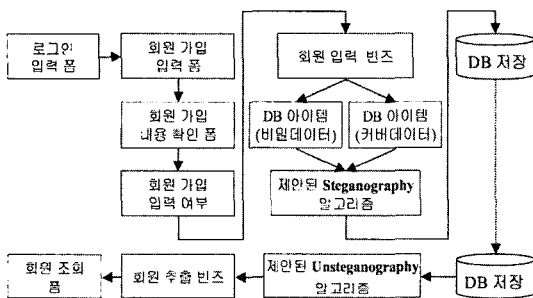 로그인
입력 폼
회원 가입
입력 폼
회원 가입
내용 확인 폼
회원 가입
입력 여부
회원 입력 빈즈
DB 아이템
(비밀데이터)
DB 아이템
(커버데이터)
제안된 Steganography
알고리즘
DB 저장
DB 저장
제안된 Unsteganography
알고리즘
회원 추출 빈즈
회원 조회
폼